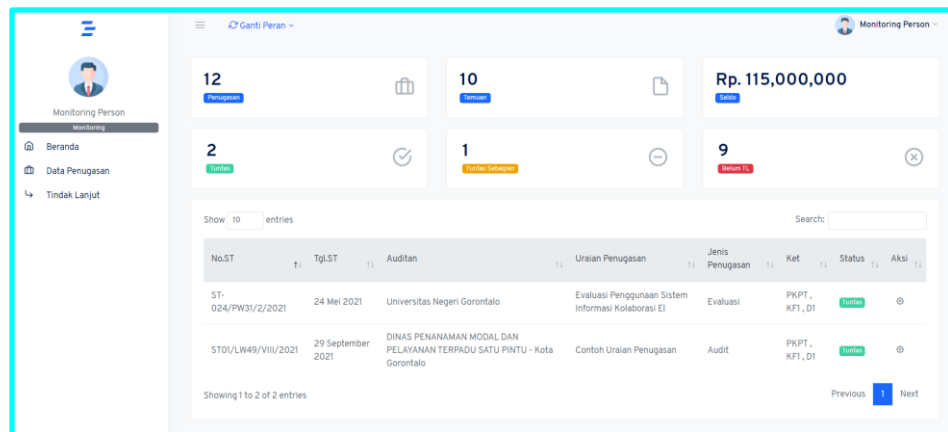 Ganti Peran
Monitoring Person
Monitoring Person
Monitoring
Beranda
Data Penugasan
Tindak Lanjut
12
Penugasan
10
Temuan
Rp. 115,000,000
Saldo
2
Tuntas
1
Tuntas Sebagian
9
Belum TL
Show 10 entries
Search:
No.ST Tgl.ST Auditan Uraian Penugasan Jenis Penugasan Ket Status Aksi
ST-
024/PW31/2/2021
24 Mei 2021
Universitas Negeri Gorontalo
Evaluasi Penggunaan Sistem
Informasi Kolaborasi EI
Evaluasi
PKPT,
KF1, D1
Tuntas
ST01/LW49/VIII/2021
29 September
2021
DINAS PENANAMAN MODAL DAN
PELAYANAN TERPADU SATU PINTU - Kota
Gorontalo
Contoh Uraian Penugasan
Audit
PKPT,
KF1, D1
Tuntas
Showing 1 to 2 of 2 entries
Previous 1 Next